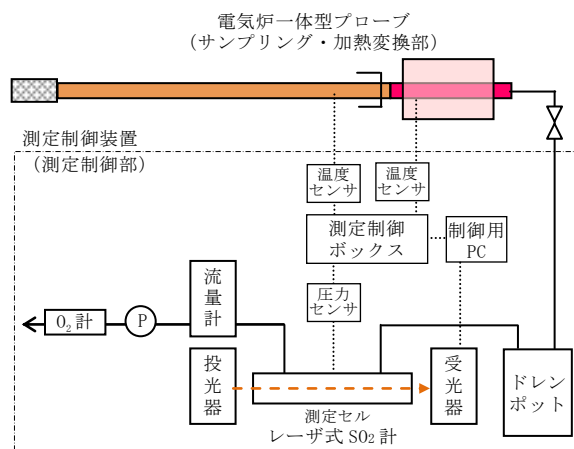 電気炉一体型プローブ
(サンプリング・加熱変換部)
測定制御装置
(測定制御部)
温度
センサ
温度
センサ
測定制御
ボックス
制御用
PC
圧力
センサ
流量計
O₂計
P
投光器
受光器
ドレン
ポット
測定セル
レーザ式 SO₂計